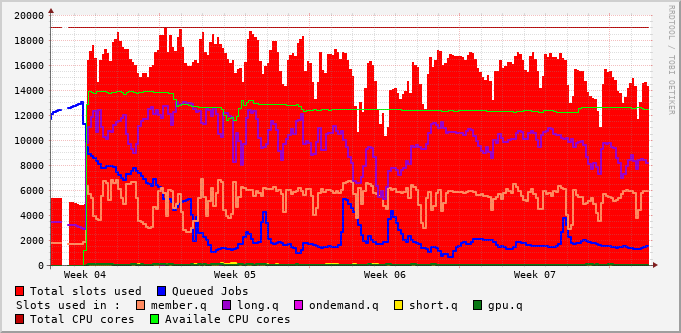 20000
18000
16000
14000
12000
10000
8000
6000
4000
2000
0
Week 04 Week 05 Week 06 Week 07
RRDTOOL / TOBI OETIKER
Total slots used Queued Jobs
Slots used in : member.q long.q ondemand.q short.q gpu.q
Total CPU cores Availale CPU cores